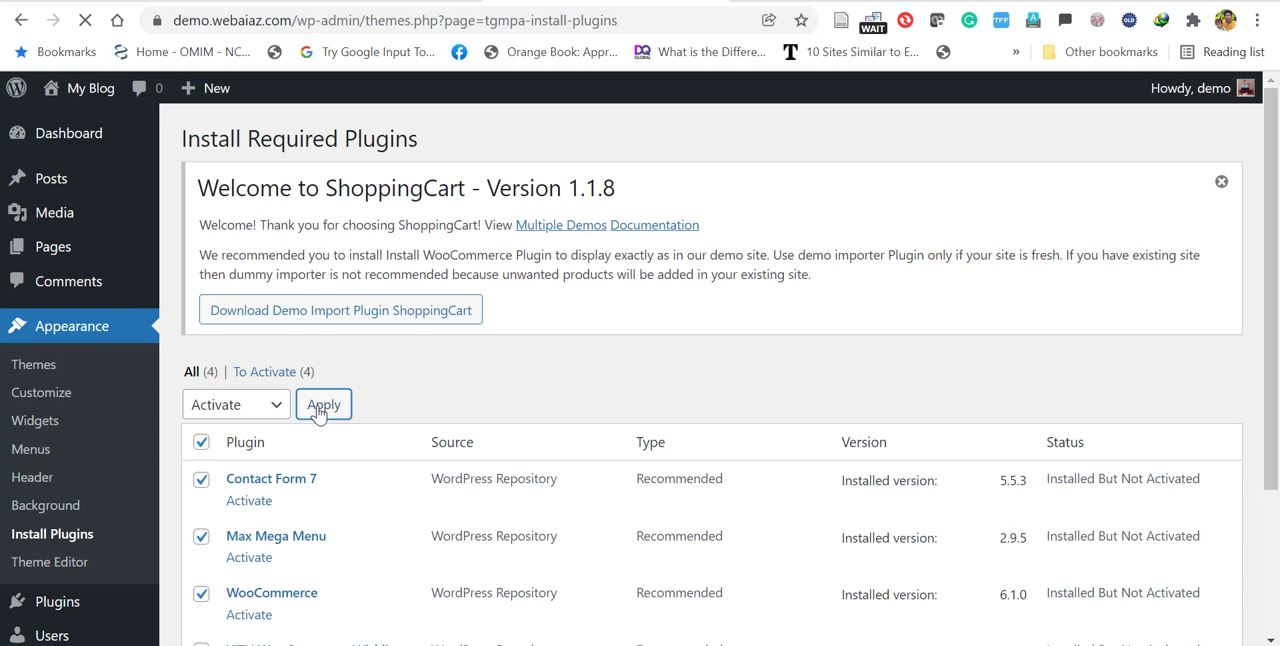 demo.webaiaz.com/wp-admin/themes.php?page=tgmpa-install-plugins
WAIT
TFF
OLD
Bookmarks
Home - OMIM - NC...
Try Google Input To...
Orange Book: Appr...
DQ GLOBAL
What is the Differe...
10 Sites Similar to E...
»
Other bookmarks
Reading list
My Blog
0
New
Howdy, demo
Dashboard
Posts
Media
Pages
Comments
Appearance
Themes
Customize
Widgets
Menus
Header
Background
Install Plugins
Theme Editor
Plugins
Users
Install Required Plugins
Welcome to ShoppingCart - Version 1.1.8
Welcome! Thank you for choosing ShoppingCart! View Multiple Demos Documentation
We recommended you to install Install WooCommerce Plugin to display exactly as in our demo site. Use demo importer Plugin only if your site is fresh. If you have existing site
then dummy importer is not recommended because unwanted products will be added in your existing site.
Download Demo Import Plugin ShoppingCart
All (4) | To Activate (4)
Activate Apply
Plugin Source Type Version Status
Contact Form 7 WordPress Repository Recommended Installed version: 5.5.3 Installed But Not Activated
Activate
Max Mega Menu WordPress Repository Recommended Installed version: 2.9.5 Installed But Not Activated
Activate
WooCommerce WordPress Repository Recommended Installed version: 6.1.0 Installed But Not Activated
Activate